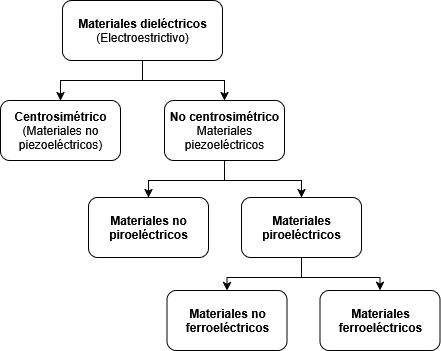 Materiales dieléctricos
(Electroestrictivo)
Centrosimétrico
(Materiales no
piezoeléctricos)
No centrosimétrico
Materiales
piezoeléctricos
Materiales no
piroeléctricos
Materiales
piroeléctricos
Materiales no
ferroeléctricos
Materiales
ferroeléctricos